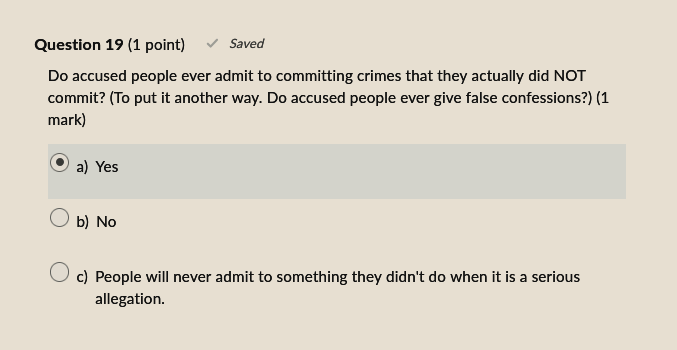 Question 19 (1 point) ✓ Saved
Do accused people ever admit to committing crimes that they actually did NOT
commit? (To put it another way. Do accused people ever give false confessions?) (1
mark)
a) Yes
b) No
c) People will never admit to something they didn't do when it is a serious
allegation.